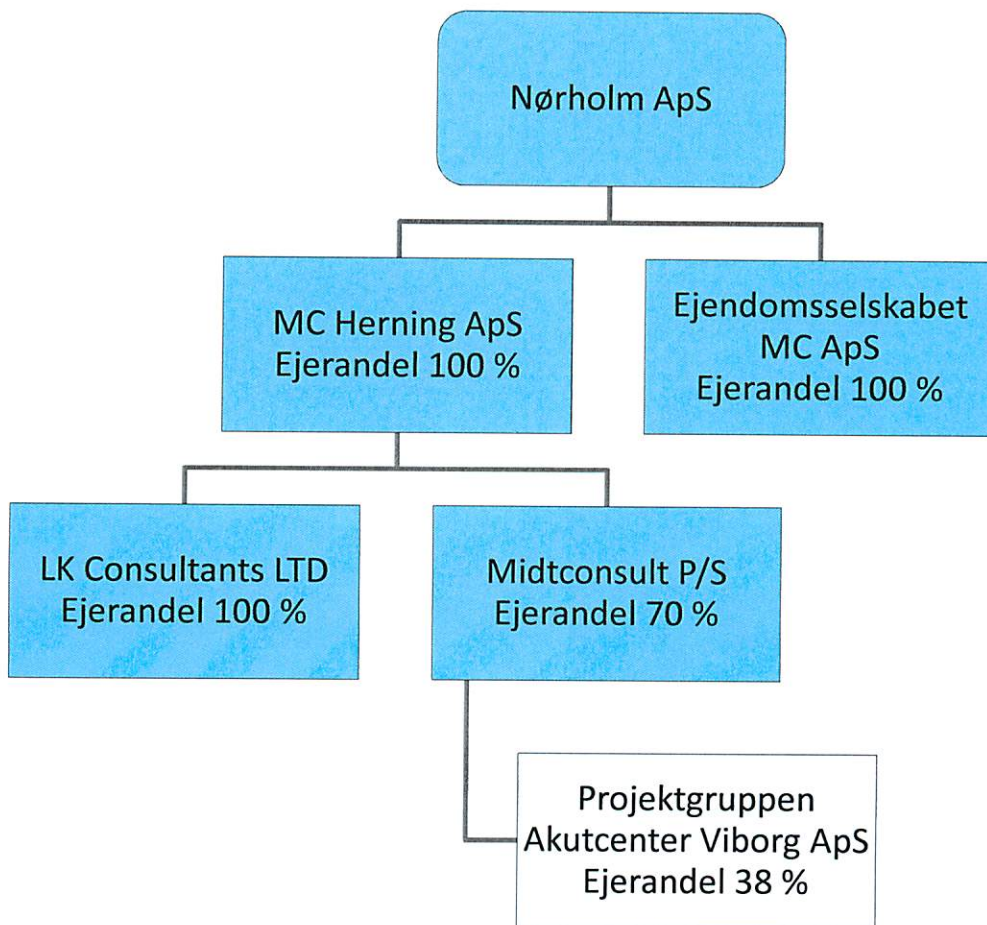 Nørholm ApS
MC Herning ApS
Ejerandel 100 %
Ejendomsselskabet
MC ApS
Ejerandel 100 %
LK Consultants LTD
Ejerandel 100 %
Midtconsult P/S
Ejerandel 70 %
Projektgruppen
Akutcenter Viborg ApS
Ejerandel 38 %